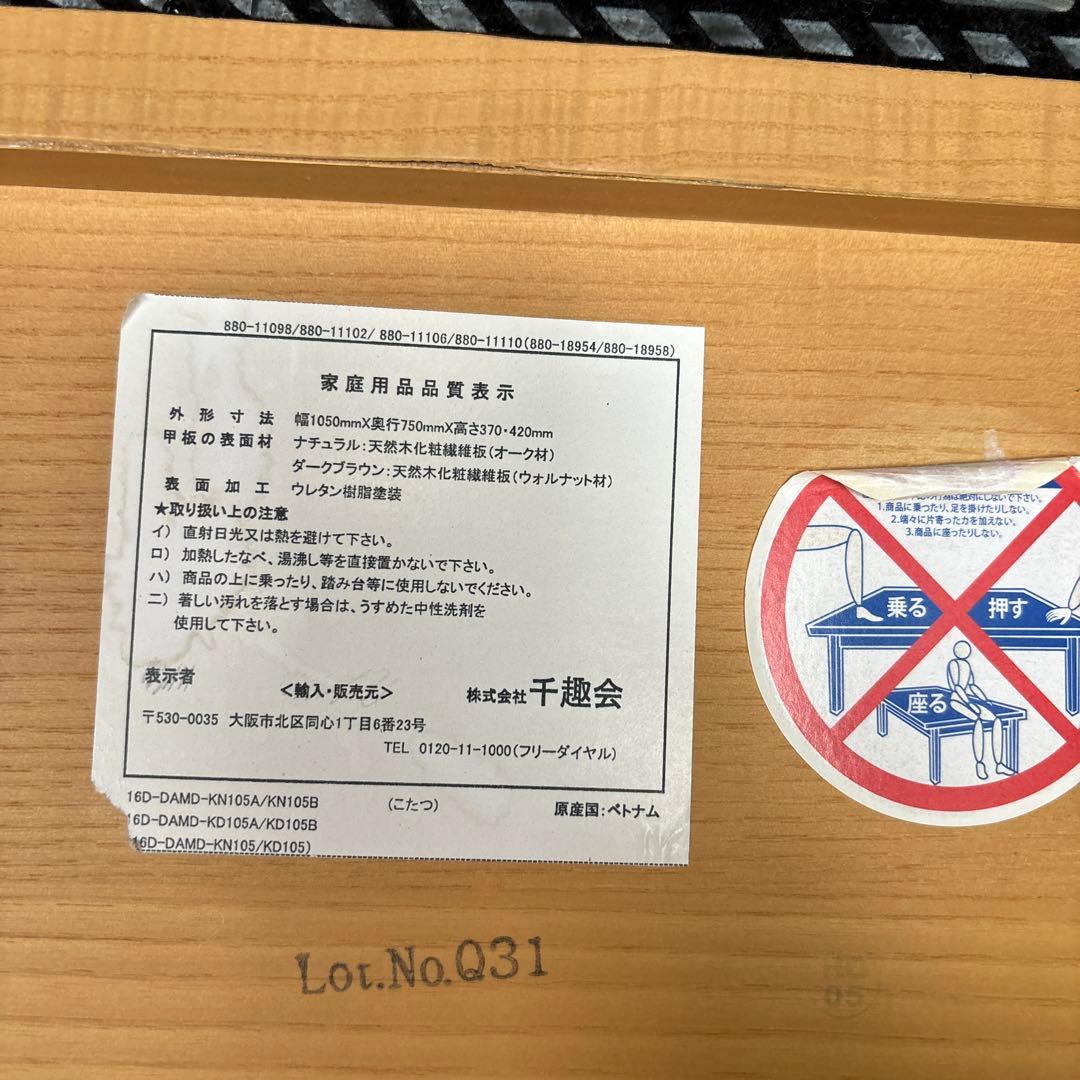 880-11098/880-11102/ 880-11106/880-11110(880-18954/880-18958)
家庭用品品質表示
外形寸法 幅1050mmX奥行750mmX高さ370・420mm
甲板の表面材 ナチュラル:天然木化粧繊維板(オーク材)
ダークブラウン:天然木化粧繊維板(ウォルナット材)
表面加工 ウレタン樹脂塗装
★取り扱い上の注意
イ) 直射日光又は熱を避けて下さい。
ロ) 加熱したなべ、湯沸し等を直接置かないで下さい。
ハ) 商品の上に乗ったり、踏み台等に使用しないでください。
ニ) 著しい汚れを落とす場合は、うすめた中性洗剤を
使用して下さい。
表示者
<輸入・販売元> 株式会社 千趣会
〒530-0035 大阪市北区同心1丁目6番23号
TEL 0120-11-1000(フリーダイヤル)
16D-DAMD-KN105A/KN105B (こたつ) 原産国:ベトナム
16D-DAMD-KD105A/KD105B
16D-DAMD-KN105/KD105)
は絶対にしないで下さい。
1.商品に乗ったり、足を掛けたりしない。
2.端々に片寄った力を加えない。
3.商品に座ったりしない。
乗る 押す
座る
Lot.No.Q31
05